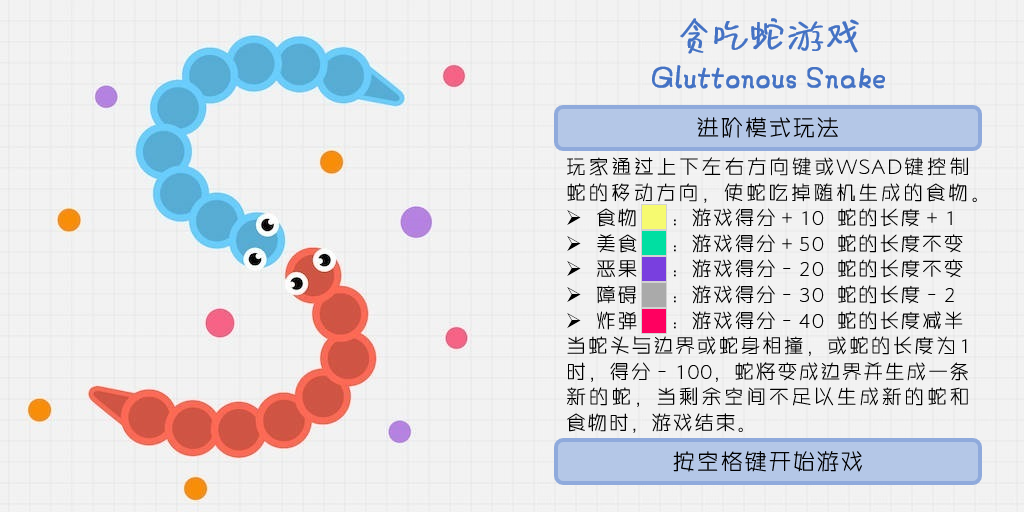 贪吃蛇游戏
Gluttonous Snake
进阶模式玩法
玩家通过上下左右方向键或WSAD键控制
蛇的移动方向，使蛇吃掉随机生成的食物。
➢ 食物 ：游戏得分+10 蛇的长度+1
➢ 美食 ：游戏得分+50 蛇的长度不变
➢ 恶果 ：游戏得分-20 蛇的长度不变
➢ 障碍 ：游戏得分-30 蛇的长度-2
➢ 炸弹 ：游戏得分-40 蛇的长度减半
当蛇头与边界或蛇身相撞，或蛇的长度为1
时，得分-100，蛇将变成边界并生成一条
新的蛇，当剩余空间不足以生成新的蛇和
食物时，游戏结束。
按空格键开始游戏